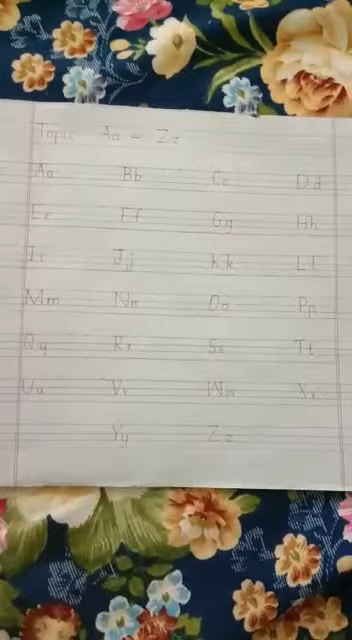 Topic Aa - Zz
Aa Bb Cc Dd
Ee Ff Gg Hh
Ii Jj Kk Ll
Mm Nn Oo Pp
Qq Rr Ss Tt
Uu Vv Ww Xx
Yy Zz